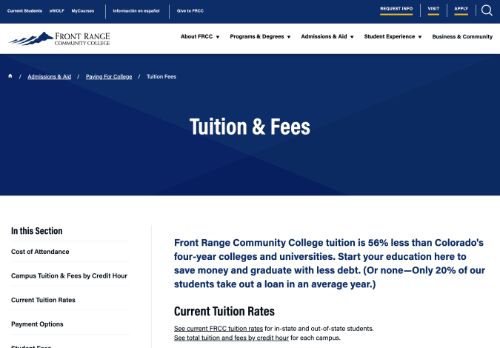 Current Students eWOLF MyCourses Información en español Give to FRCC REQUEST INFO VISIT APPLY
FRONT RANGE
COMMUNITY COLLEGE
About FRCC Programs & Degrees Admissions & Aid Student Experience Business & Community
/ Admissions & Aid / Paying For College / Tuition Fees
Tuition & Fees
In this Section
Cost of Attendance
Campus Tuition & Fees by Credit Hour
Current Tuition Rates
Payment Options
Student Fees
Front Range Community College tuition is 56% less than Colorado's
four-year colleges and universities. Start your education here to
save money and graduate with less debt. (Or none—Only 20% of our
students take out a loan in an average year.)
Current Tuition Rates
See current FRCC tuition rates for in-state and out-of-state students.
See total tuition and fees by credit hour for each campus.